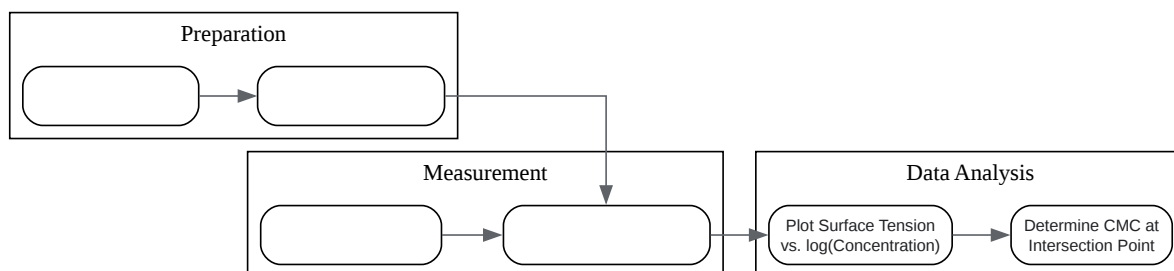 Preparation
Measurement
Data Analysis
Plot Surface Tension
vs. log(Concentration)
Determine CMC at
Intersection Point